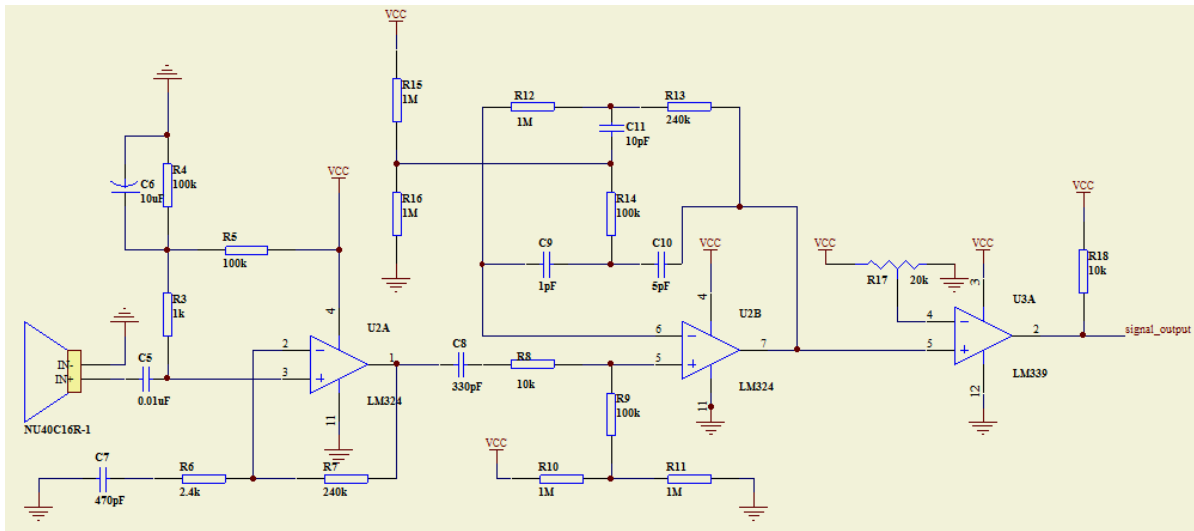 VCC
R15
1M
R16
1M
R12
1M
R13
240k
C11
10pF
R14
100k
C9
1pF
C10
5pF
R4
100k
C6
10uF
R5
100k
VCC
R3
1k
4
U2A
2
3
1
11
LM324
IN-
IN+
NU40C16R-1
C5
0.01uF
C7
470pF
R6
2.4k
R7
240k
C8
330pF
R8
10k
R9
100k
VCC
R10
1M
R11
1M
VCC
4
U2B
6
5
7
11
LM324
VCC
R17
20k
VCC
3
U3A
4
5
2
12
LM339
VCC
R18
10k
signal_output